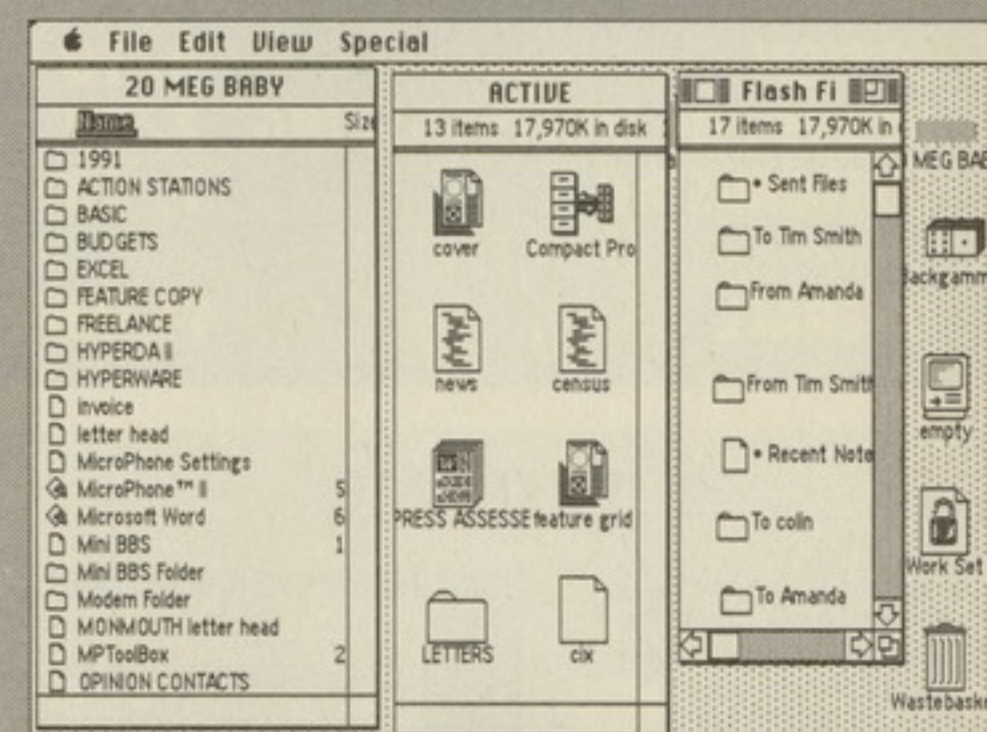 File Edit View Special
20 MEG BABY
Name Size
1991
ACTION STATIONS
BASIC
BUDGETS
EXCEL
FEATURE COPY
FREELANCE
HYPERDA II
HYPERWARE
invoice
letter head
MicroPhone Settings
MicroPhone™ II 5
Microsoft Word 6
Mini BBS 1
Mini BBS Folder
Modem Folder
MONMOUTH letter head
MPToolBox 2
OPINION CONTACTS
ACTIVE
13 items 17,970K in disk
cover Compact Pro
news census
PRESS ASSESSE feature grid
LETTERS cix
Flash Fi
17 items 17,970K in
• Sent Files
To Tim Smith
From Amanda
From Tim Smith
• Recent Note
To colin
To Amanda
MEG BAB
ackgamm
empty
Work Set
Wastebaske